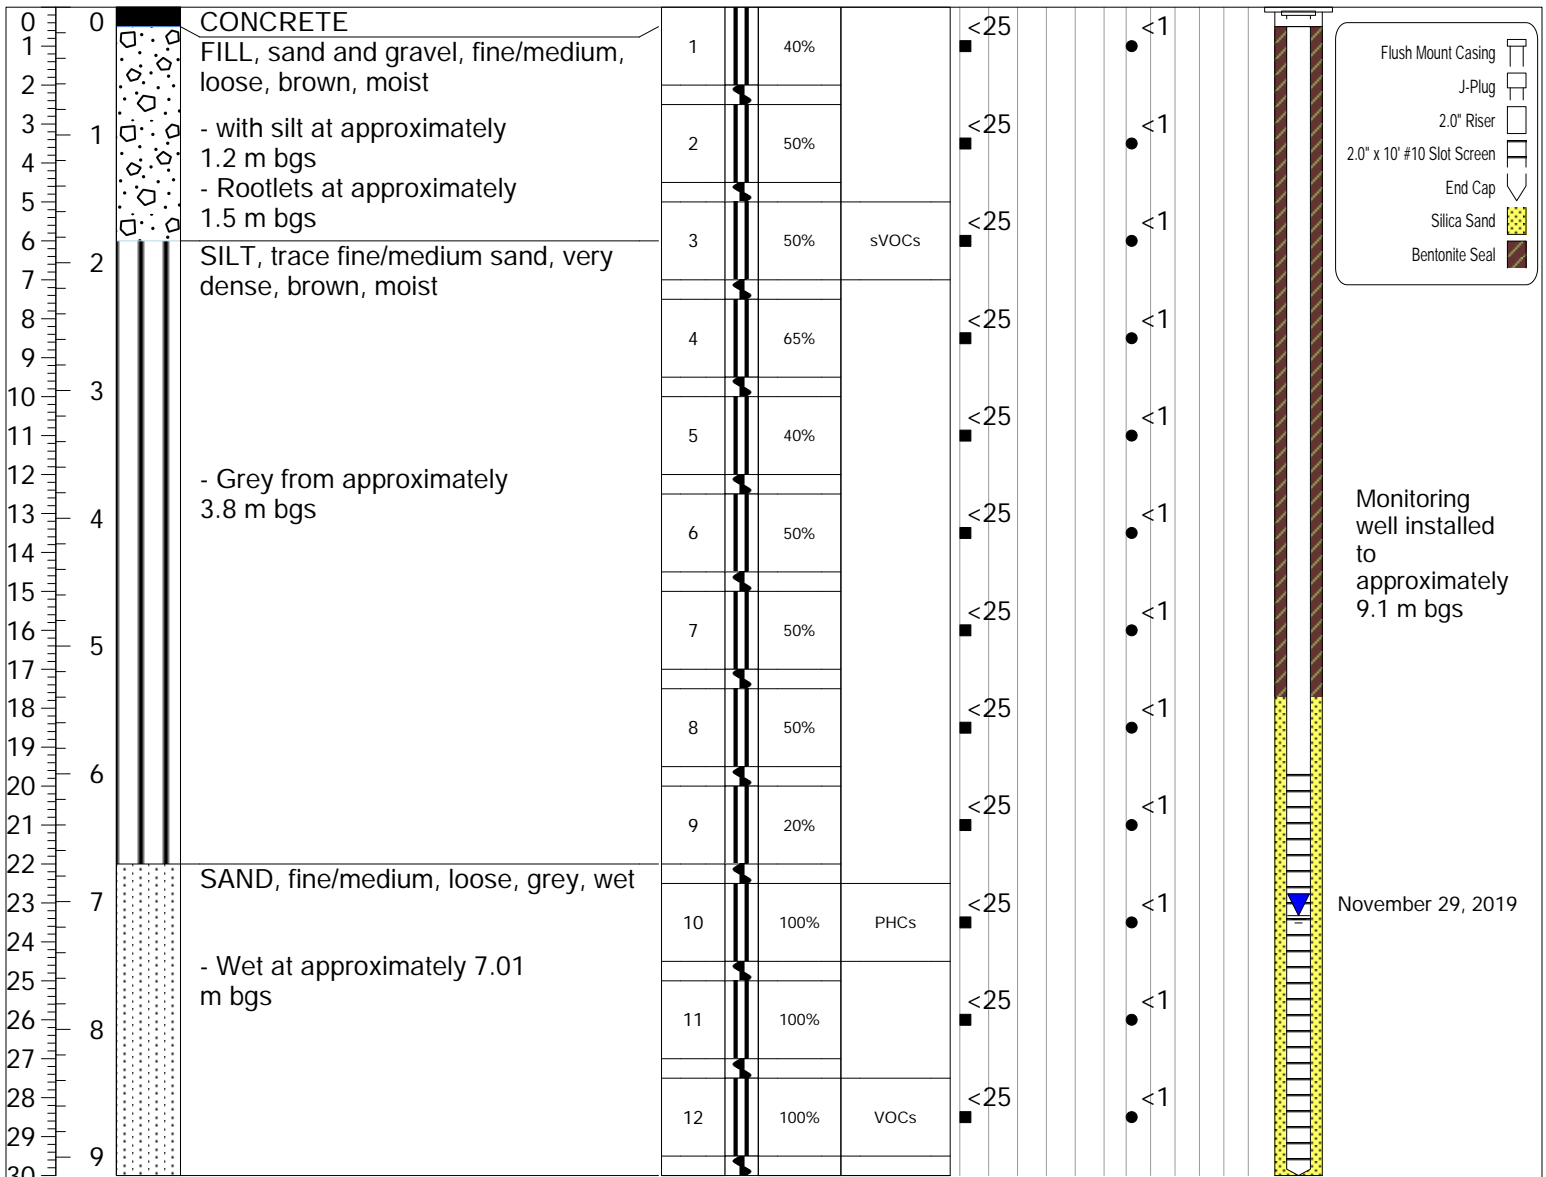 0
1
2
3
4
5
6
7
8
9
10
11
12
13
14
15
16
17
18
19
20
21
22
23
24
25
26
27
28
29
30
0
1
2
3
4
5
6
7
8
9
CONCRETE
FILL, sand and gravel, fine/medium,
loose, brown, moist
- with silt at approximately
1.2 m bgs
- Rootlets at approximately
1.5 m bgs
SILT, trace fine/medium sand, very
dense, brown, moist
- Grey from approximately
3.8 m bgs
SAND, fine/medium, loose, grey, wet
- Wet at approximately 7.01
m bgs
1 40% <25 <1
2 50% <25 <1
3 50% sVOCs <25 <1
4 65% <25 <1
5 40% <25 <1
6 50% <25 <1
7 50% <25 <1
8 50% <25 <1
9 20% <25 <1
10 100% PHCs <25 <1
11 100% <25 <1
12 100% VOCs <25 <1
Flush Mount Casing
J-Plug
2.0" Riser
2.0" x 10' #10 Slot Screen
End Cap
Silica Sand
Bentonite Seal
Monitoring
well installed
to
approximately
9.1 m bgs
November 29, 2019